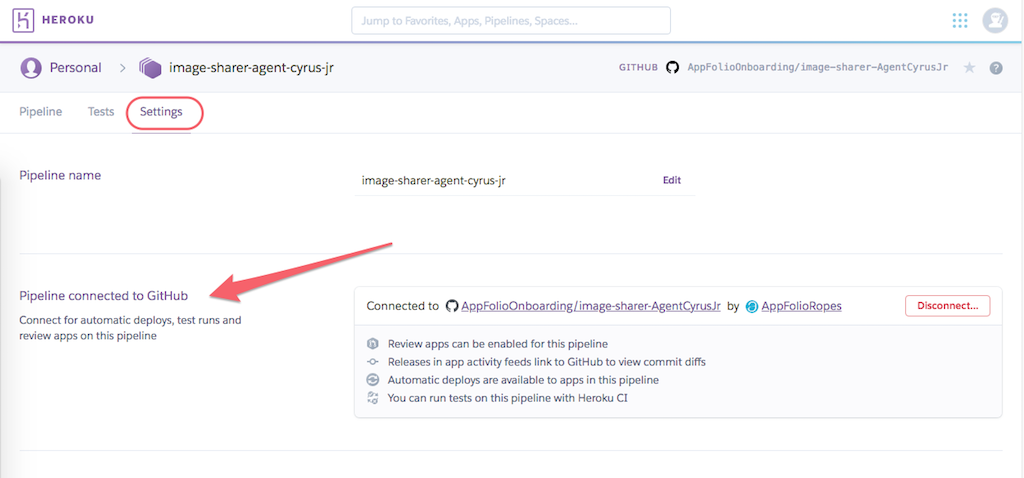 HEROKU
Jump to Favorites, Apps, Pipelines, Spaces...
Personal > image-sharer-agent-cyrus-jr
GITHUB AppFolioOnboarding/image-sharer-AgentCyrusJr
Pipeline Tests Settings
Pipeline name
image-sharer-agent-cyrus-jr Edit
Pipeline connected to GitHub
Connect for automatic deploys, test runs and
review apps on this pipeline
Connected to AppFolioOnboarding/image-sharer-AgentCyrusJr by AppFolioRopes Disconnect...
Review apps can be enabled for this pipeline
Releases in app activity feeds link to GitHub to view commit diffs
Automatic deploys are available to apps in this pipeline
You can run tests on this pipeline with Heroku CI